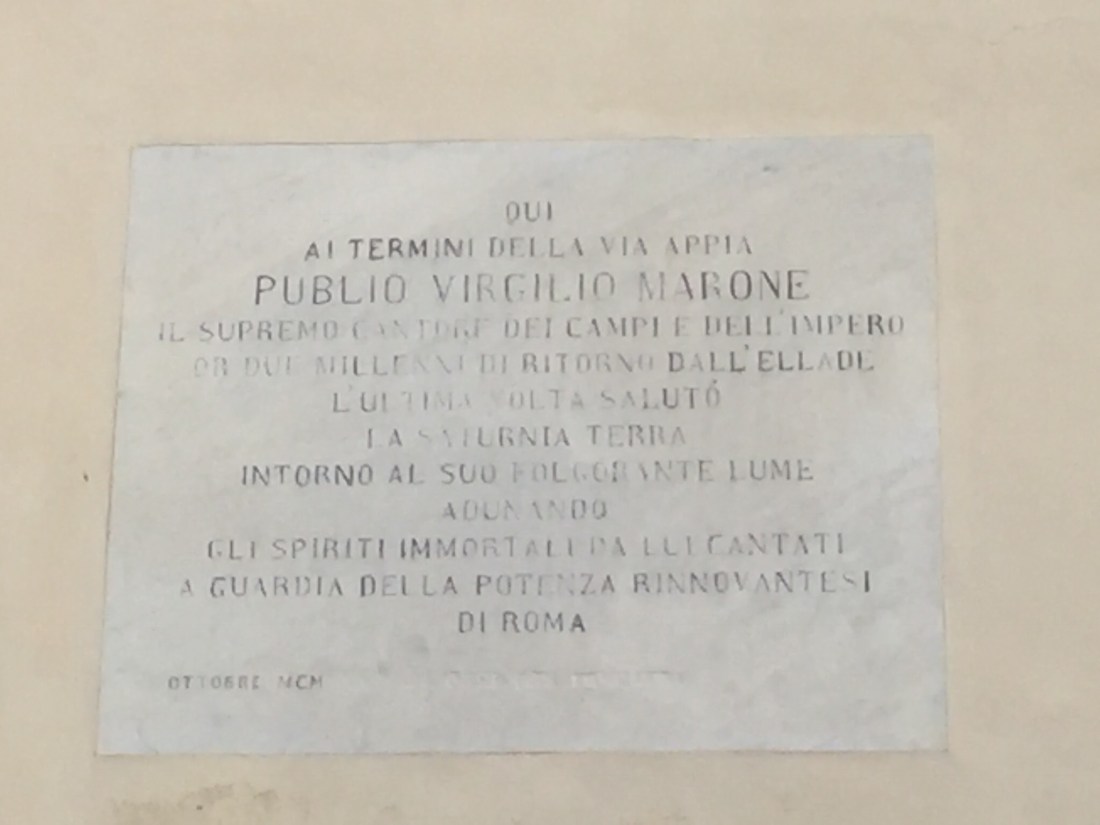 QUI
AI TERMINI DELLA VIA APPIA
PUBLIO VIRGILIO MARONE
IL SUPREMO CANTORE DEI CAMPI E DELL'IMPERO
OR DUE MILLENNI DI RITORNO DALL'ELLADE
L'ULTIMA VOLTA SALUTÓ
LA SATURNIA TERRA
INTORNO AL SUO FOLGORANTE LUME
ADUNANDO
GLI SPIRITI IMMORTALI DA LUI CANTATI
A GUARDIA DELLA POTENZA RINNOVANTESI
DI ROMA
OTTOBRE MCM